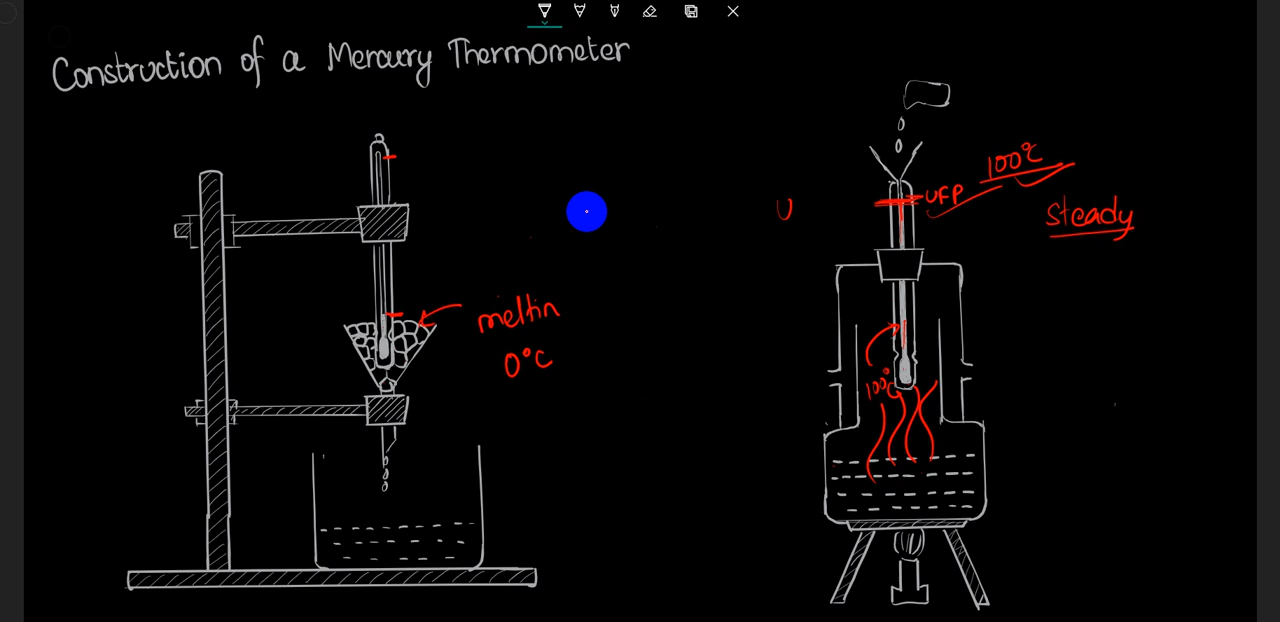 Construction of a Mercury Thermometer
meltin
0°C
U
UFP
100°C
Steady
100°C